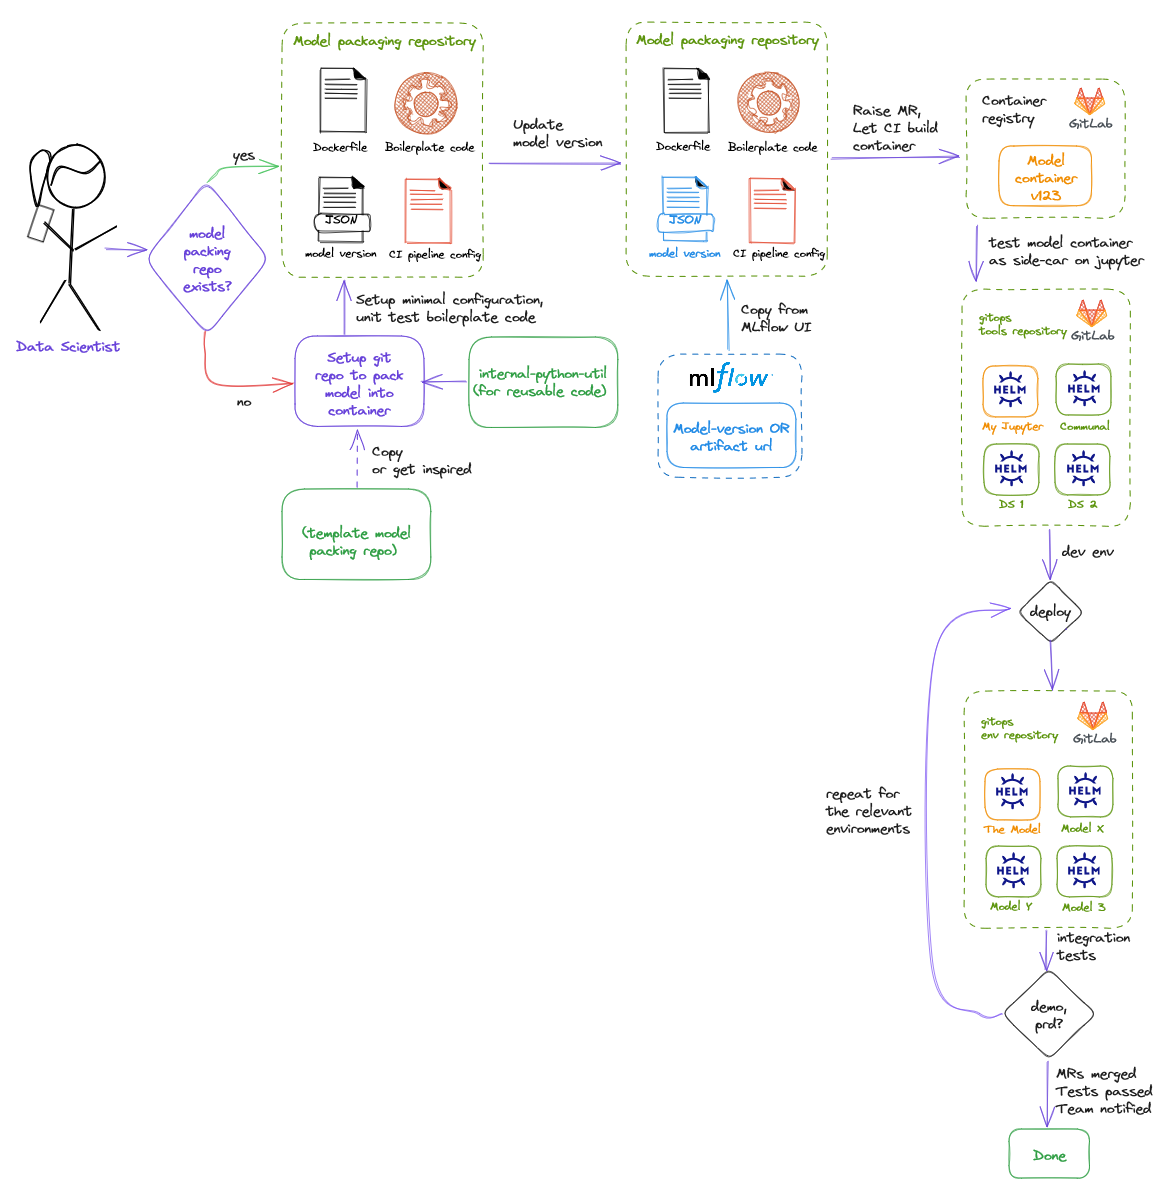 Model packaging repository
Dockerfile
Boilerplate code
JSON
model version
CI pipeline config
Update
model version
Model packaging repository
Dockerfile
Boilerplate code
JSON
model version
CI pipeline config
Raise MR,
Let CI build
container
Container
registry
GitLab
Model
container
v123
yes
model
packing
repo
exists?
Data Scientist
no
Setup minimal configuration,
unit test boilerplate code
Setup git
repo to pack
model into
container
internal-python-util
(for reusable code)
Copy
or get inspired
(template model
packing repo)
Copy from
MLflow UI
mlflow
Model-version OR
artifact url
test model container
as side-car on jupyter
gitops
tools repository
GitLab
HELM
My Jupyter
HELM
Communal
HELM
DS 1
HELM
DS 2
dev env
deploy
gitops
env repository
GitLab
HELM
The Model
HELM
Model X
HELM
Model Y
HELM
Model 3
repeat for
the relevant
environments
integration
tests
demo,
prd?
MRs merged
Tests passed
Team notified
Done